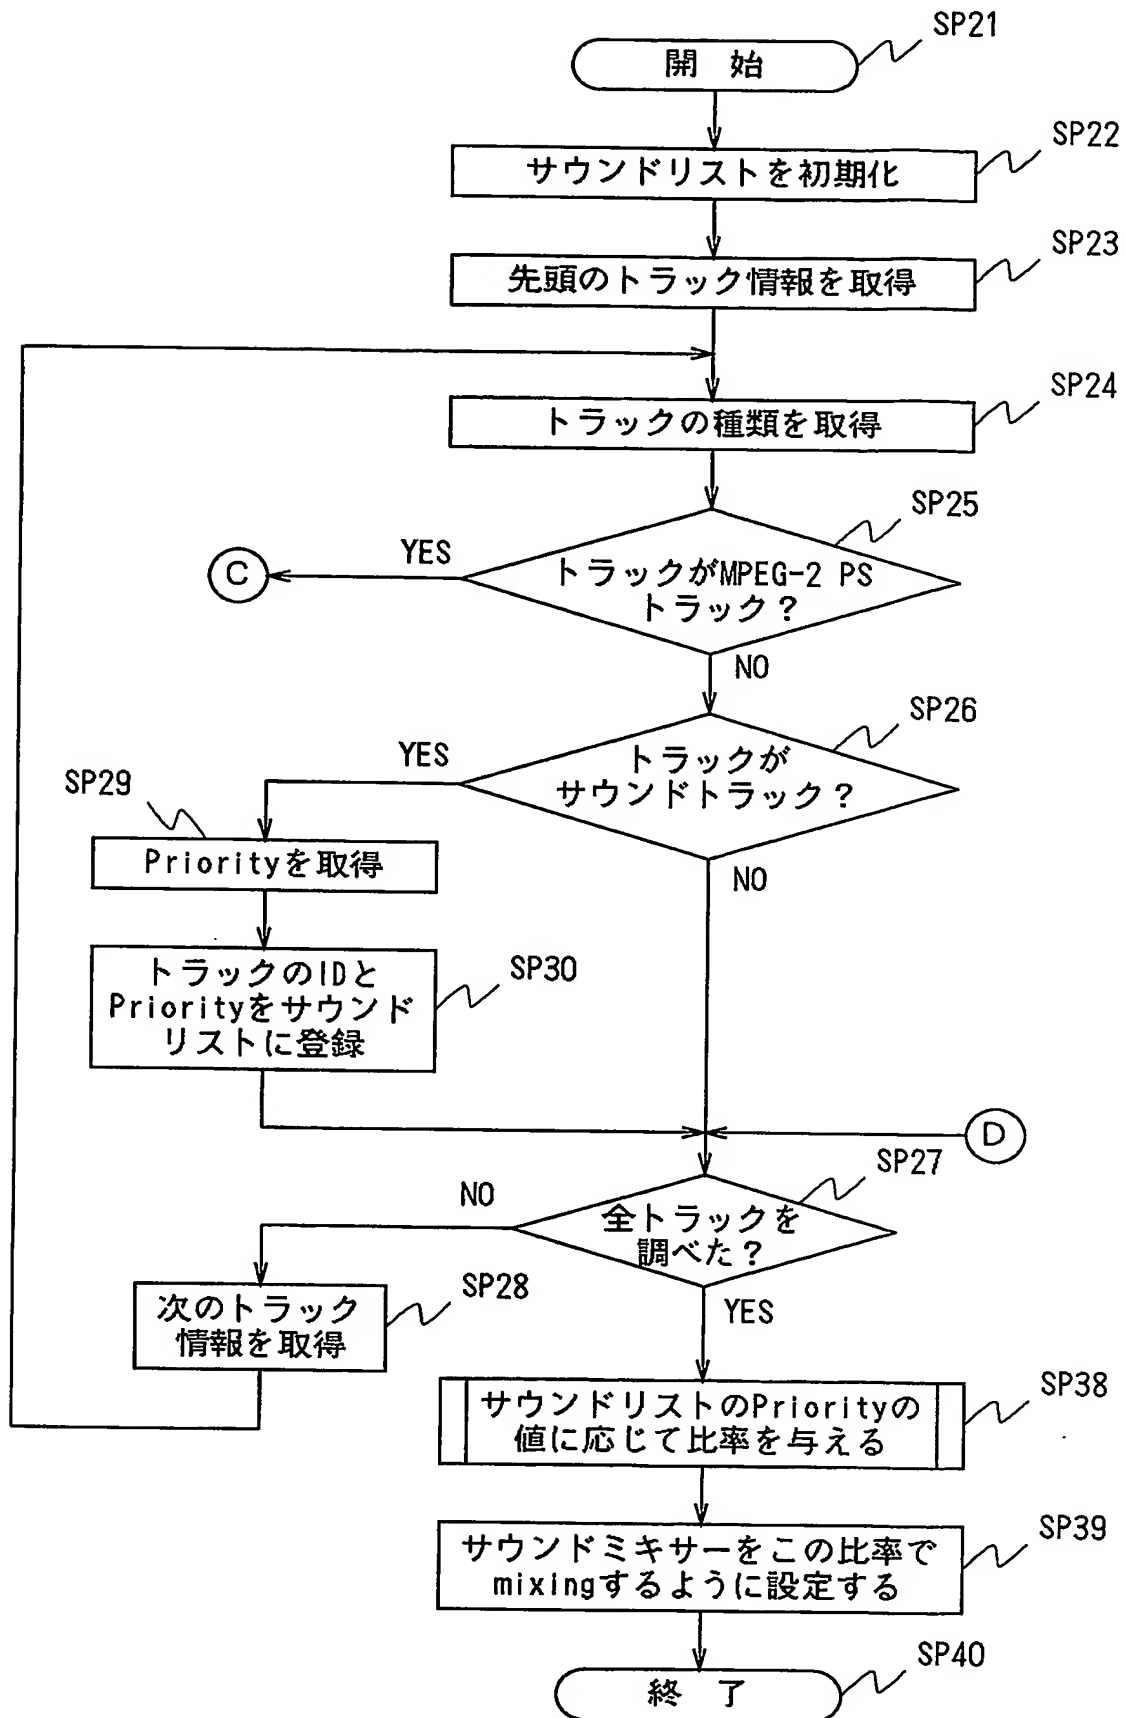 SP21
開 始
SP22
サウンドリストを初期化
SP23
先頭のトラック情報を取得
SP24
トラックの種類を取得
SP25
YES
C
トラックがMPEG-2 PS
トラック？
NO
SP26
YES
トラックが
サウンドトラック？
SP29
Priorityを取得
NO
トラックのIDと
Priorityをサウンド
リストに登録
SP30
D
SP27
NO
全トラックを
調べた？
SP28
次のトラック
情報を取得
YES
SP38
サウンドリストのPriorityの
値に応じて比率を与える
SP39
サウンドミキサーをこの比率で
mixingするように設定する
SP40
終 了